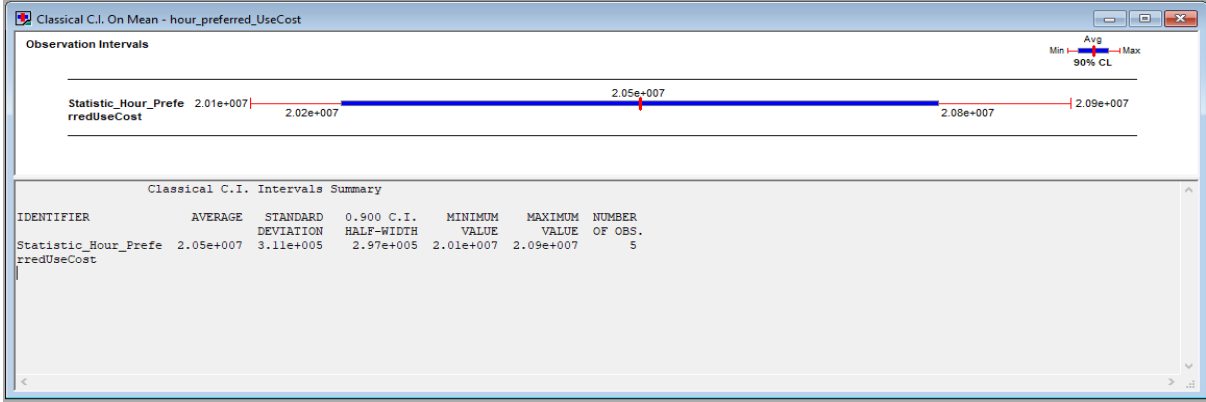 Classical C.I. On Mean - hour_preferred_UseCost
Observation Intervals
Avg
Min Max
90% CL
2.05e+007
Statistic_Hour_Prefe 2.01e+007 2.09e+007
rredUseCost 2.02e+007 2.08e+007
Classical C.I. Intervals Summary
IDENTIFIER AVERAGE STANDARD 0.900 C.I. MINIMUM MAXIMUM NUMBER
DEVIATION HALF-WIDTH VALUE VALUE OF OBS.
Statistic_Hour_Prefe 2.05e+007 3.11e+005 2.97e+005 2.01e+007 2.09e+007 5
rredUseCost